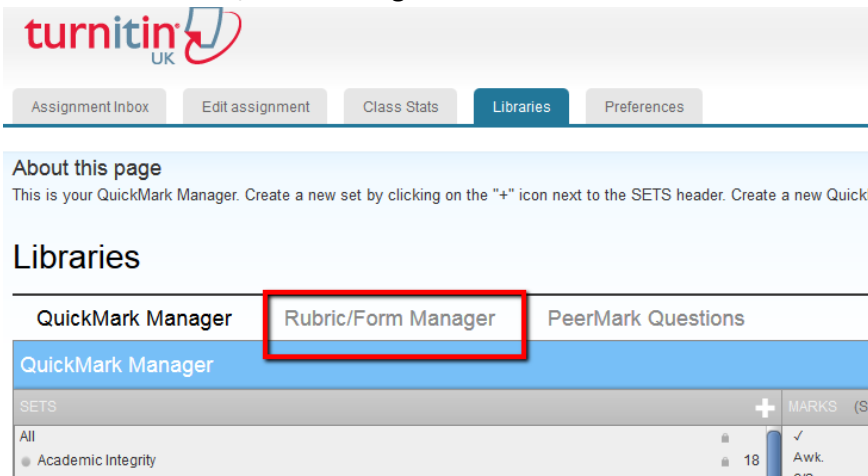 turnitin
UK
Assignment Inbox Edit assignment Class Stats Libraries Preferences
About this page
This is your QuickMark Manager. Create a new set by clicking on the "+" icon next to the SETS header. Create a new Quick
Libraries
QuickMark Manager Rubric/Form Manager PeerMark Questions
QuickMark Manager
SETS MARKS (S
All ✓
Academic Integrity 18 Awk.